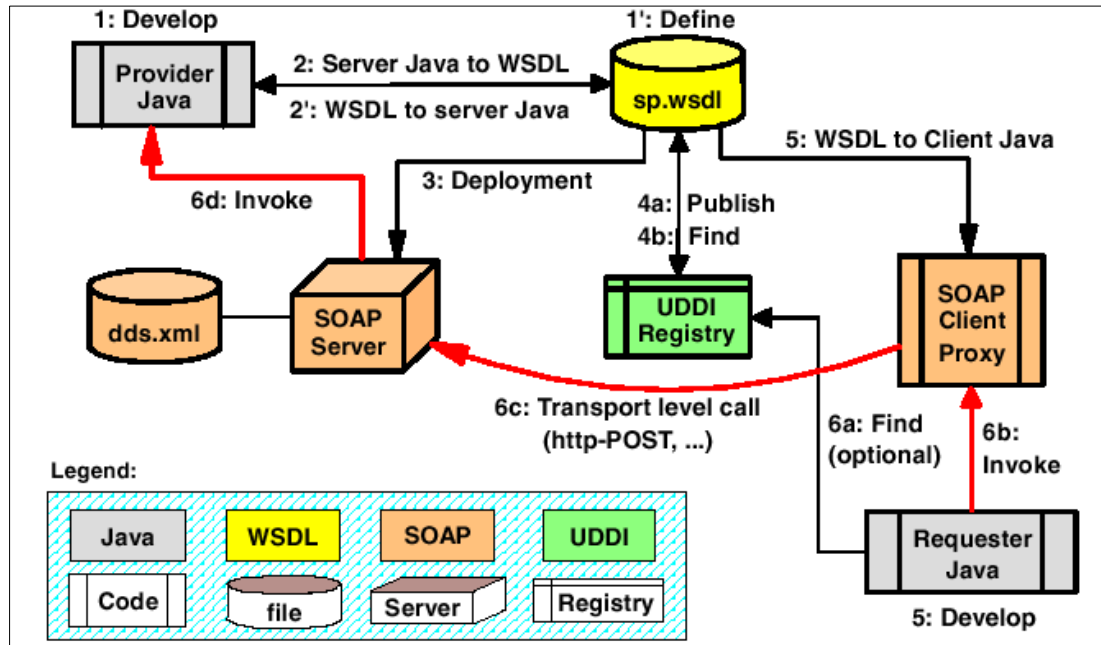 1: Develop
1': Define
Provider
Java
2: Server Java to WSDL
2': WSDL to server Java
sp.wsdl
5: WSDL to Client Java
3: Deployment
6d: Invoke
4a: Publish
4b: Find
dds.xml
SOAP
Server
UDDI
Registry
SOAP
Client
Proxy
6c: Transport level call
(http-POST, ...)
6a: Find
(optional)
6b:
Invoke
Legend:
Java
WSDL
SOAP
UDDI
Code
file
Server
Registry
Requester
Java
5: Develop